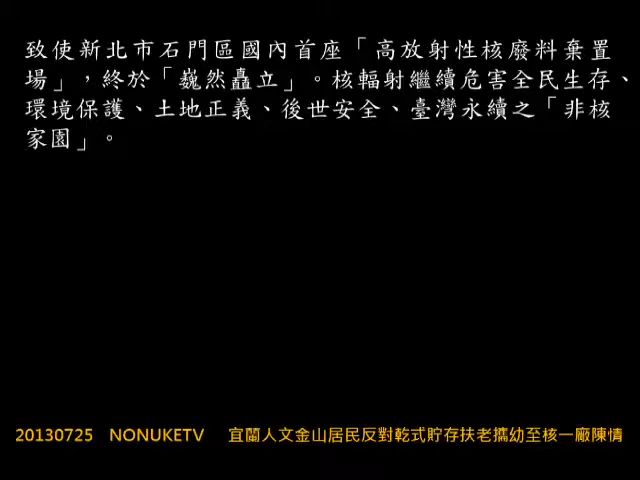 致使新北市石門區國內首座「高放射性核廢料棄置
場」，終於「巍然矗立」。核輻射繼續危害全民生存、
環境保護、土地正義、後世安全、臺灣永續之「非核
家園」。
20130725 NONUKETV 宜蘭人文金山居民反對乾式貯存扶老攜幼至核一廠陳情